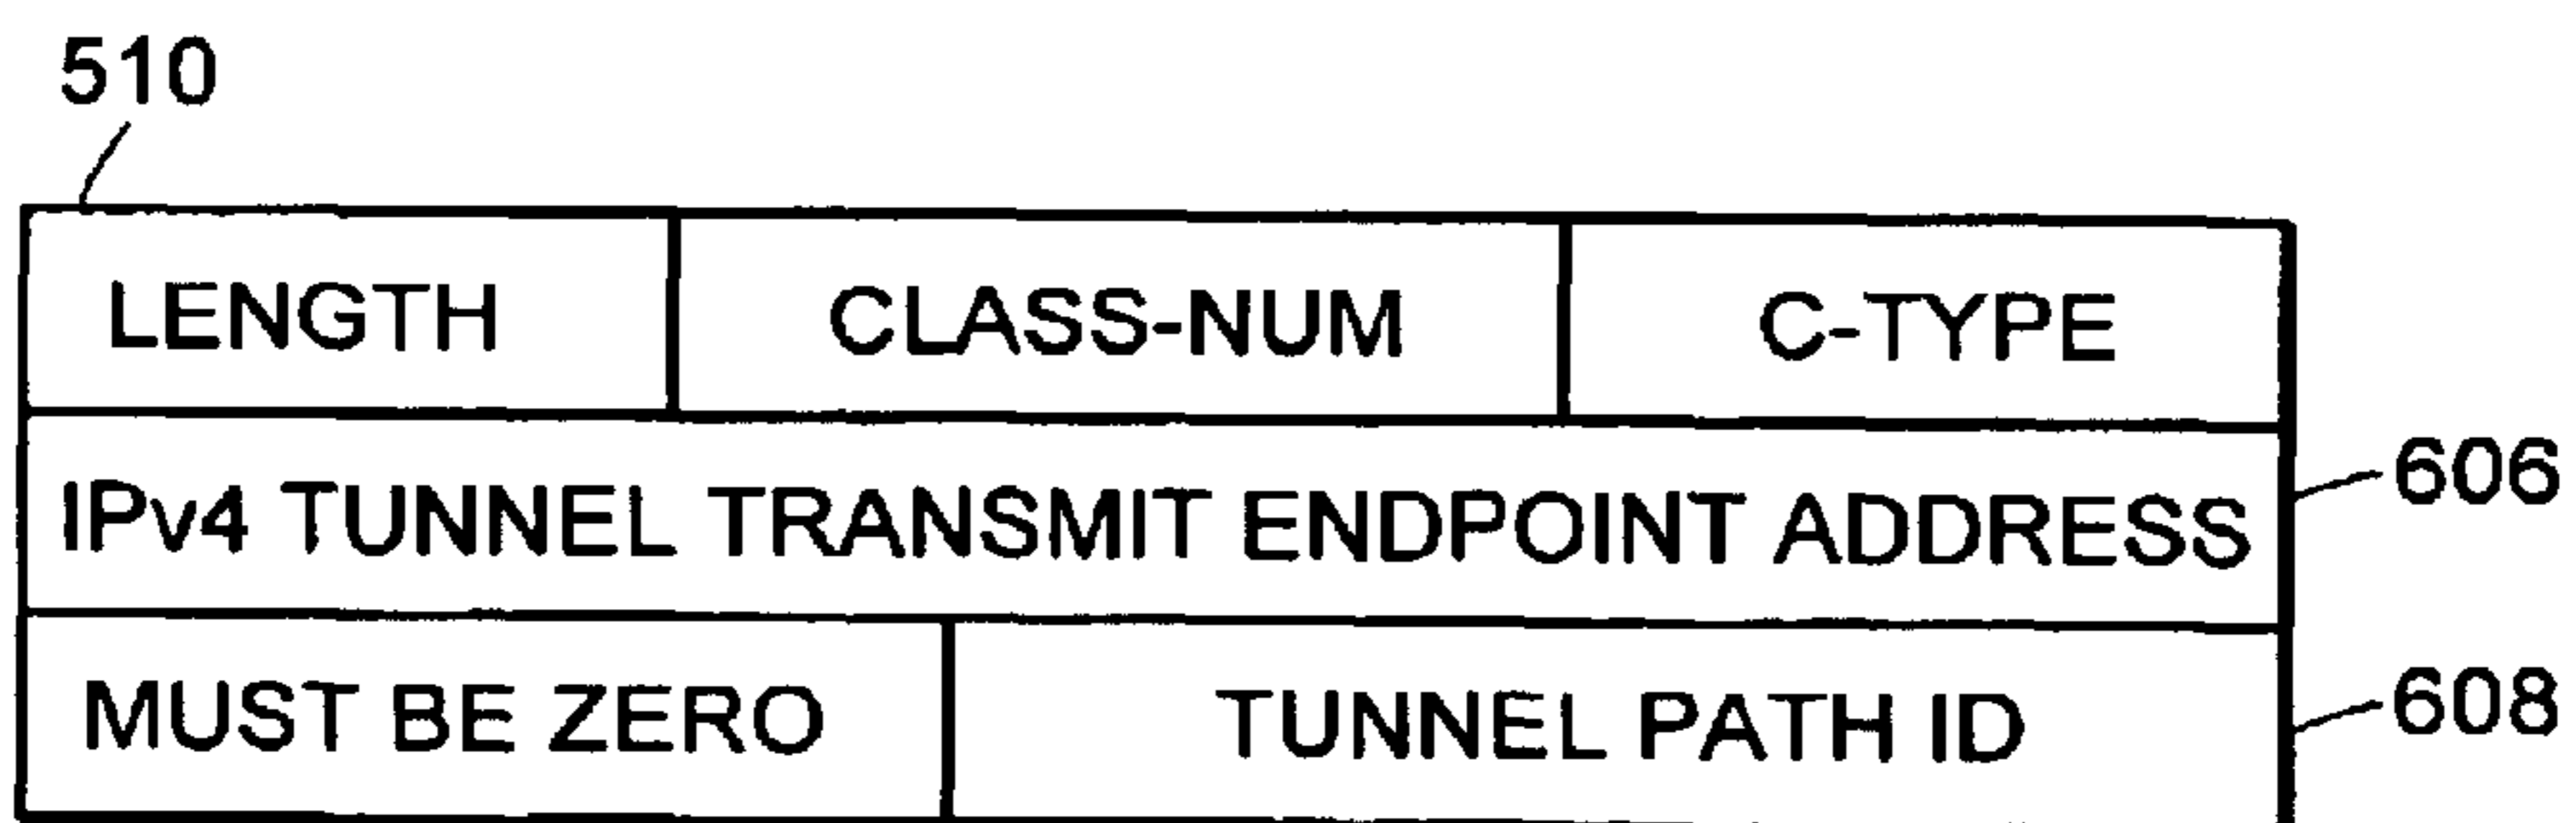 510
LENGTH CLASS-NUM C-TYPE
IPv4 TUNNEL TRANSMIT ENDPOINT ADDRESS 606
MUST BE ZERO TUNNEL PATH ID 608